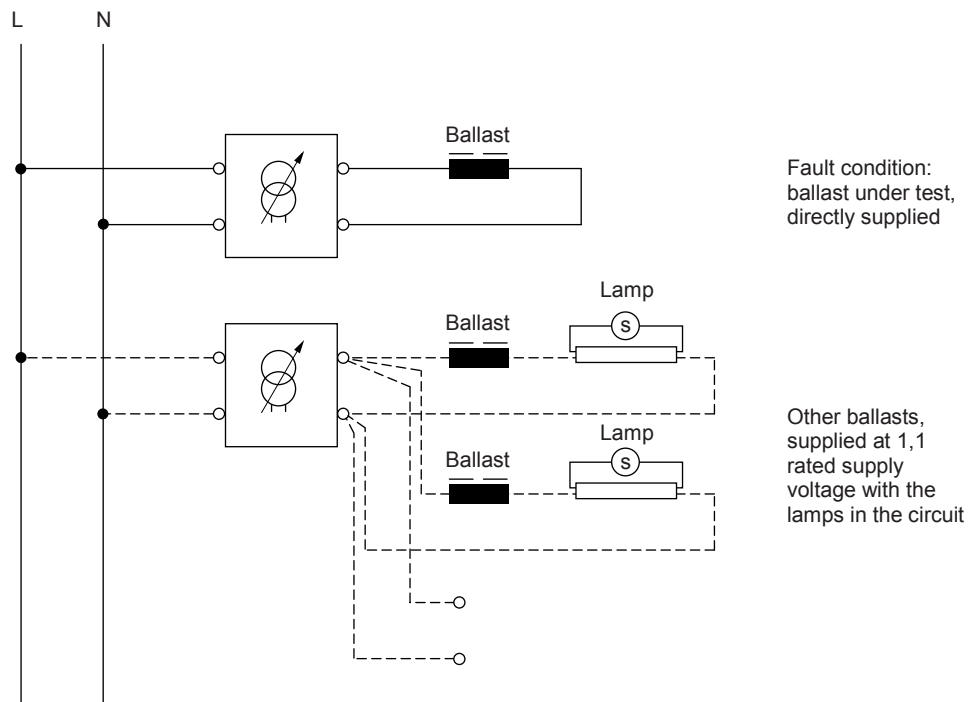 L
N
Ballast
Fault condition:
ballast under test,
directly supplied
Lamp
Ballast
S
Other ballasts,
supplied at 1,1
rated supply
voltage with the
lamps in the circuit
Lamp
Ballast
S